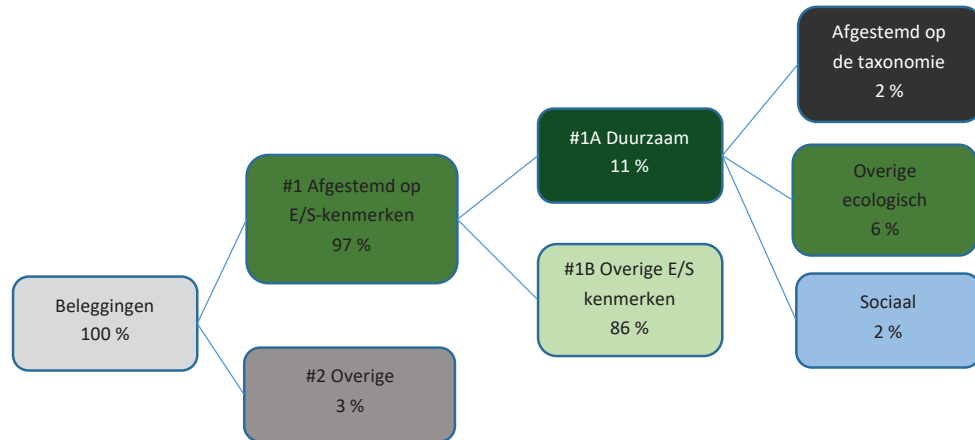 Beleggingen
100 %
#1 Afgestemd op
E/S-kenmerken
97 %
#2 Overige
3 %
#1A Duurzaam
11 %
#1B Overige E/S
kenmerken
86 %
Afgestemd op
de taxonomie
2 %
Overige
ecologisch
6 %
Sociaal
2 %